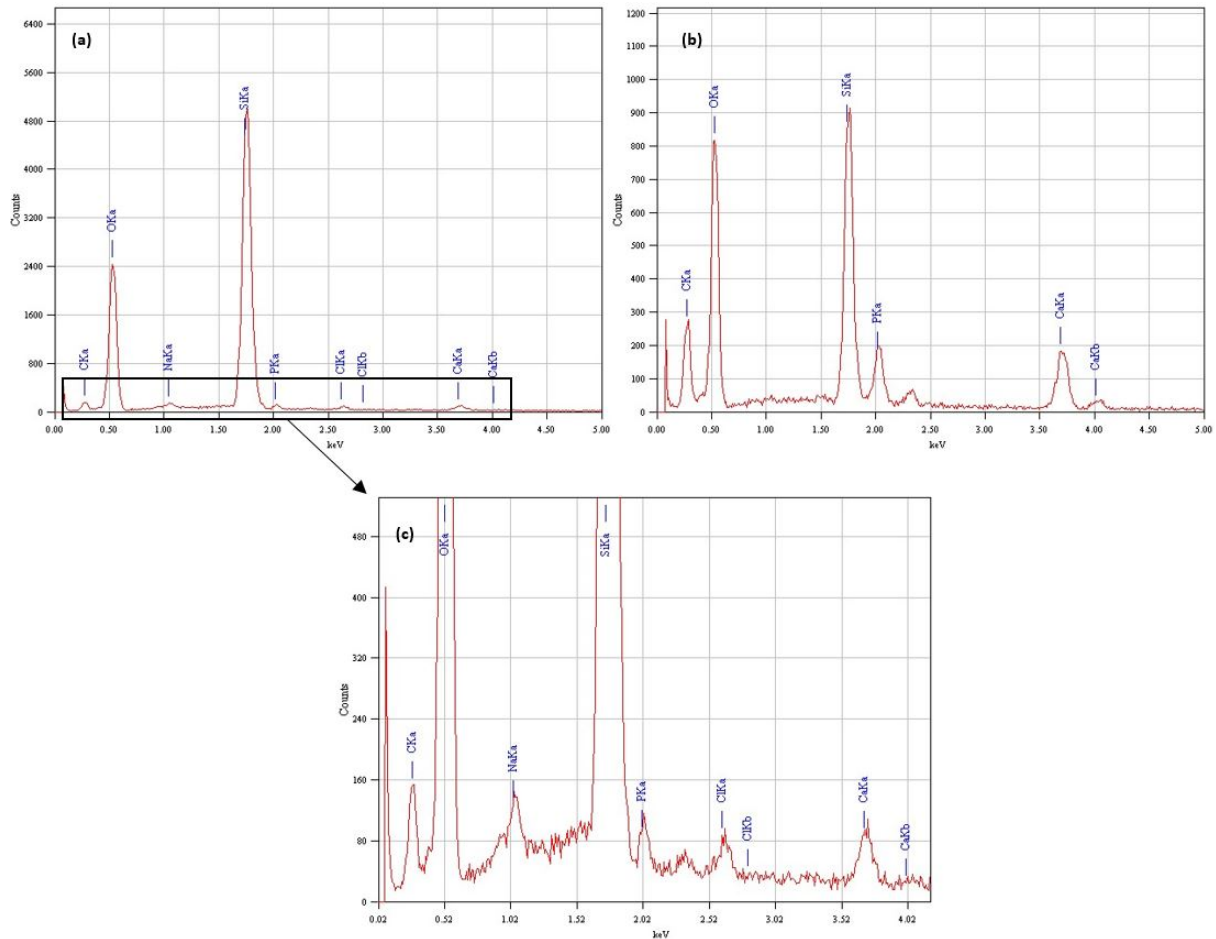 (a)
6400
5600
4800
4000
3200
2400
1600
800
0
Counts
CKa
OKa
NaKa
SiKa
PKa
ClKa
ClKb
CaKa
CaKb
0.00 0.50 1.00 1.50 2.00 2.50 3.00 3.50 4.00 4.50 5.00
keV
(b)
1200
1100
1000
900
800
700
600
500
400
300
200
100
0
Counts
CKa
OKa
SiKa
PKa
CaKa
CaKb
0.00 0.50 1.00 1.50 2.00 2.50 3.00 3.50 4.00 4.50 5.00
keV
(c)
480
400
320
240
160
80
0
Counts
CKa
OKa
NaKa
SiKa
PKa
ClKa
ClKb
CaKa
CaKb
0.02 0.52 1.02 1.52 2.02 2.52 3.02 3.52 4.02
keV